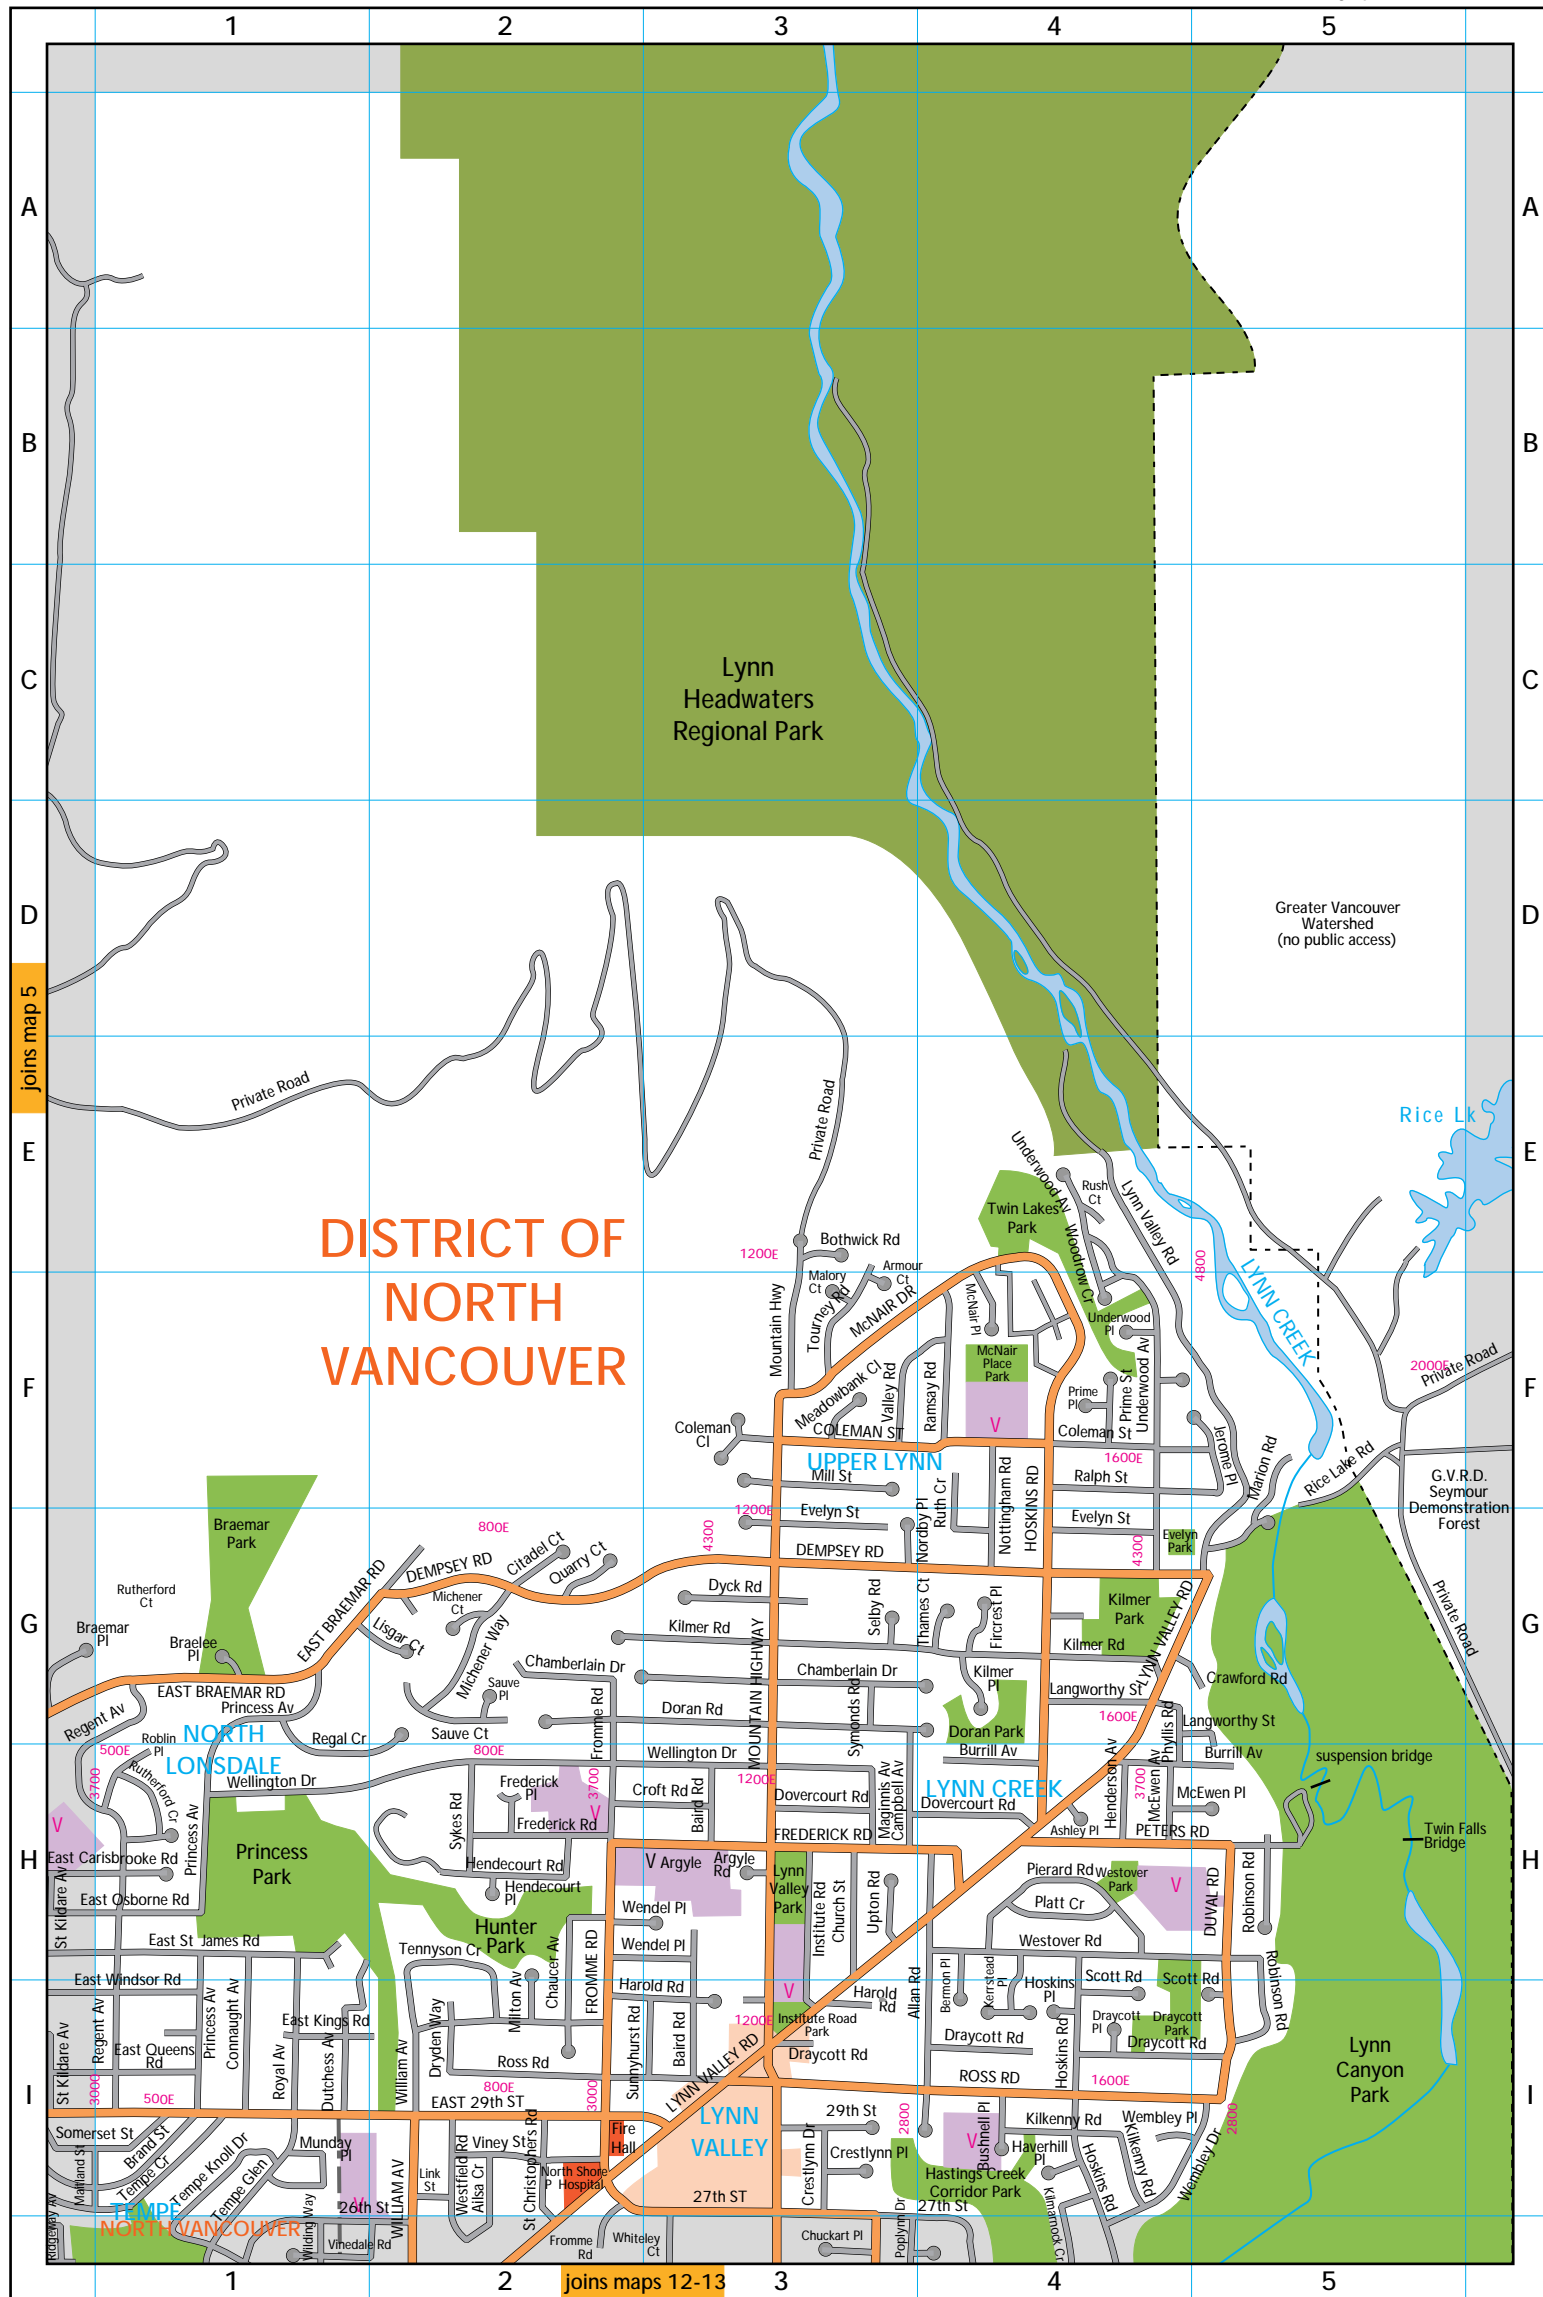 1 2 3 4 5
A A
B B
C C
D D
E E
F F
G G
H H
I I
1 2 3 4 5
joins map 5
joins maps 12-13
Lynn
Headwaters
Regional Park
Greater Vancouver
Watershed
(no public access)
Private Road
Private Road
Rice Lk
DISTRICT OF
NORTH
VANCOUVER
Underwood Av
Rush
Ct
Lynn Valley Rd
Twin Lakes
Park
Woodrow Cr
4800
LYNN CREEK
1200E
Bothwick Rd
Malory
Ct
Armour
Ct
Tourney Rd
McNAIR DR
Mountain Hwy
McNair Pl
Underwood
Pl
McNair
Place
Park
Meadowbank Cl
Valley Rd
Ramsay Rd
Prime
Pl
Prime St
Underwood Av
2000E
Private Road
V
Coleman
Cl
COLEMAN ST
Coleman St
UPPER LYNN
1600E
Jerome Pl
Marion Rd
Rice Lake Rd
Mill St
Ruth Cr
Nottingham Rd
HOSKINS RD
Ralph St
G.V.R.D.
Seymour
Demonstration
Forest
1200E
Evelyn St
Nordby Pl
Evelyn St
4300
Evelyn
Park
Braemar
Park
800E
4300
DEMPSEY RD
DEMPSEY RD
Citadel Ct
Quarry Ct
EAST BRAEMAR RD
Rutherford
Ct
Michener
Ct
Dyck Rd
Selby Rd
Thames Ct
Fircrest Pl
Kilmer
Park
Private Road
Braemar
Pl
Braelee
Pl
Lisgar Ct
Michener Way
Kilmer Rd
MOUNTAIN HIGHWAY
Kilmer Rd
LYNN VALLEY RD
Chamberlain Dr
Chamberlain Dr
Kilmer
Pl
Crawford Rd
EAST BRAEMAR RD
Princess Av
Sauve
Pl
Langworthy St
Regent Av
Fromme Rd
Doran Rd
Symonds Rd
Doran Park
1600E
Langworthy St
NORTH
LONSDALE
Roblin
Pl
Regal Cr
Sauve Ct
500E
800E
Wellington Dr
Burrill Av
Phyllis Rd
Burrill Av
suspension bridge
Rutherford Cr
3700
Wellington Dr
Frederick
Pl
3700
Croft Rd
Baird Rd
1200E
Dovercourt Rd
Maginnis Av
Campbell Av
LYNN CREEK
Dovercourt Rd
Henderson Av
3700
McEwen Av
McEwen Pl
V
Princess Av
Sykes Rd
V
Frederick Rd
FREDERICK RD
Ashley Pl
PETERS RD
Twin Falls
Bridge
East Carisbrooke Rd
Princess
Park
Hendecourt Rd
V Argyle
Argyle
Rd
Lynn
Valley
Park
Pierard Rd
Westover
Park
V
St Kildare Av
East Osborne Rd
Hendecourt
Pl
Wendel Pl
Institute Rd
Church St
Upton Rd
Platt Cr
DUVAL RD
Robinson Rd
Hunter
Park
East St James Rd
Tennyson Cr
Chaucer Av
FROMME RD
Wendel Pl
Westover Rd
East Windsor Rd
Milton Av
Harold Rd
V
Harold
Rd
Allan Rd
Bermon Pl
Kerrstead
Pl
Hoskins
Pl
Scott Rd
Scott Rd
Robinson Rd
St Kildare Av
Regent Av
Princess Av
Connaught Av
East Kings Rd
Dryden Way
1200E
Institute Road
Park
Draycott
Pl
Draycott
Park
East Queens
Rd
Royal Av
Dutchess Av
William Av
Ross Rd
Sunnyhurst Rd
Baird Rd
LYNN VALLEY RD
Draycott Rd
Draycott Rd
Hoskins Rd
Draycott Rd
Lynn
Canyon
Park
3000
500E
800E
3000
EAST 29th ST
ROSS RD
1600E
Somerset St
Brand St
Tempe Cr
Tempe Knoll Dr
Tempe Glen
Munday
Pl
Viney St
Fire
Hall
LYNN
VALLEY
29th St
2800
V
Bushnell Pl
Kilkenny Rd
Wembley Pl
2800
Mainland St
Link
St
Westfield Rd
Ailsa Cr
St Christophers Rd
North Shore
P Hospital
Crestlynn Dr
Crestlynn Pl
Haverhill
Pl
Hoskins Rd
Kilkenny Rd
Wembley Dr
Hastings Creek
Corridor Park
V
26th St
27th ST
27th St
TEMPE
NORTH VANCOUVER
Ridgeway Av
Wilding Way
Vinedale Rd
WILLIAM AV
Fromme
Rd
Whiteley
Ct
Chuckart Pl
Poplynn Dr
Kilmarnock Cr